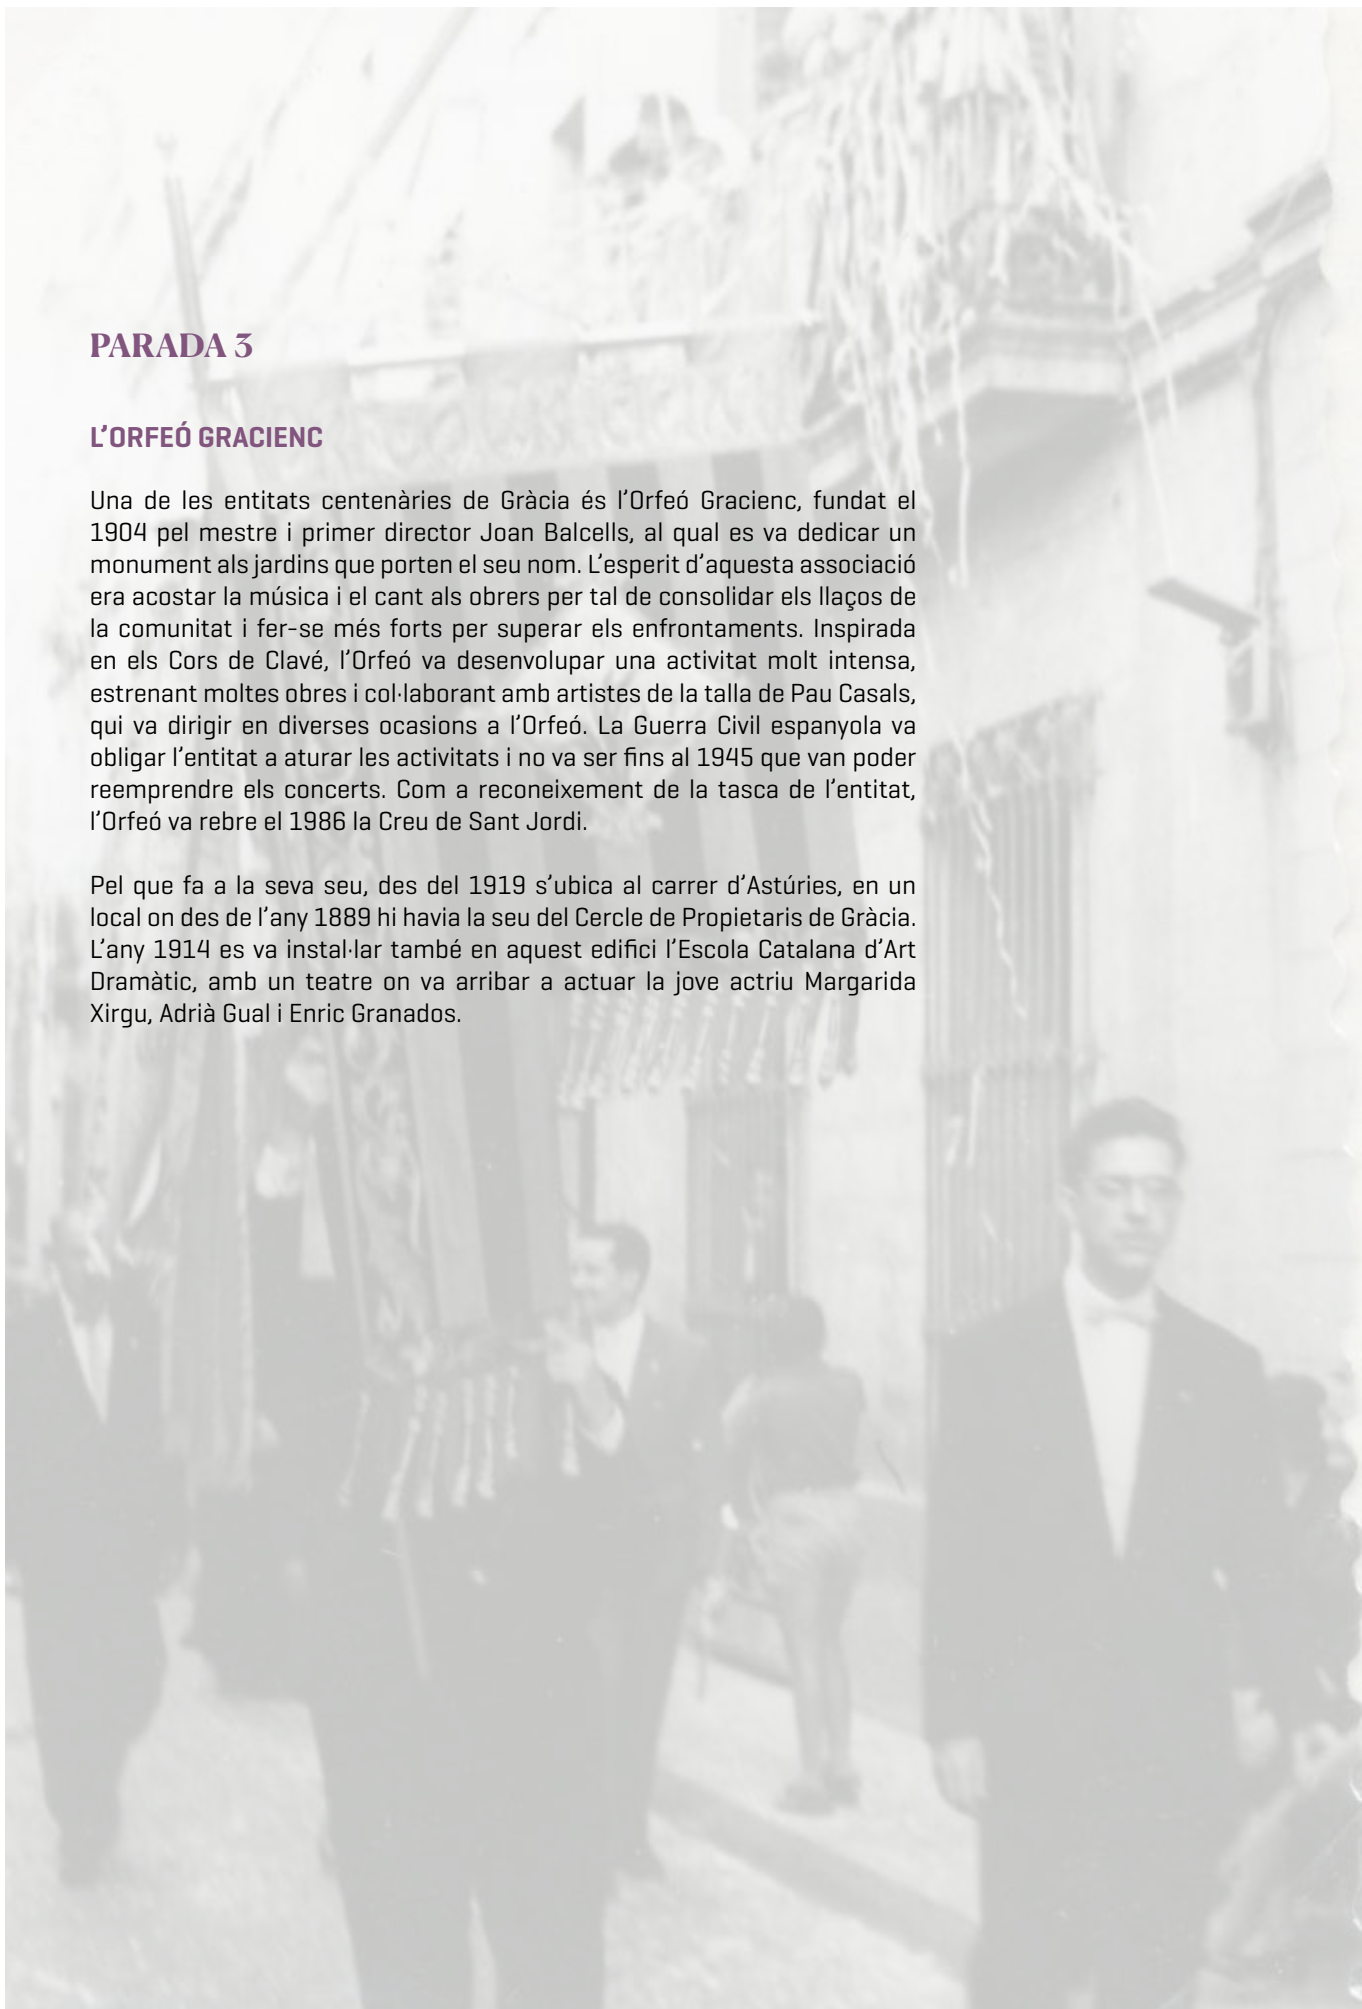 PARADA 3
L’ORFEÓ GRACIENC
Una de les entitats centenàries de Gràcia és l’Orfeó Gracienc, fundat el
1904 pel mestre i primer director Joan Balcells, al qual es va dedicar un
monument als jardins que porten el seu nom. L’esperit d’aquesta associació
era acostar la música i el cant als obrers per tal de consolidar els llaços de
la comunitat i fer-se més forts per superar els enfrontaments. Inspirada
en els Cors de Clavé, l’Orfeó va desenvolupar una activitat molt intensa,
estrenant moltes obres i col·laborant amb artistes de la talla de Pau Casals,
qui va dirigir en diverses ocasions a l’Orfeó. La Guerra Civil espanyola va
obligar l’entitat a aturar les activitats i no va ser fins al 1945 que van poder
reemprendre els concerts. Com a reconeixement de la tasca de l’entitat,
l’Orfeó va rebre el 1986 la Creu de Sant Jordi.
Pel que fa a la seva seu, des del 1919 s’ubica al carrer d’Astúries, en un
local on des de l’any 1889 hi havia la seu del Cercle de Propietaris de Gràcia.
L’any 1914 es va instal·lar també en aquest edifici l’Escola Catalana d’Art
Dramàtic, amb un teatre on va arribar a actuar la jove actriu Margarida
Xirgu, Adrià Gual i Enric Granados.